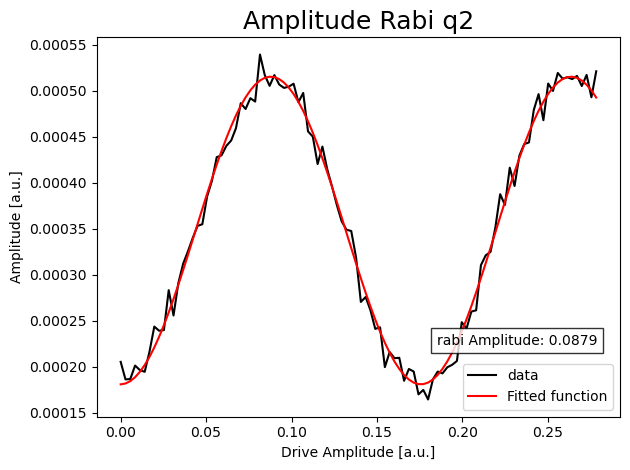 Amplitude Rabi q2
0.00055
0.00050
0.00045
0.00040
0.00035
0.00030
0.00025
0.00020
0.00015
Amplitude [a.u.]
rabi Amplitude: 0.0879
data
Fitted function
0.00 0.05 0.10 0.15 0.20 0.25
Drive Amplitude [a.u.]